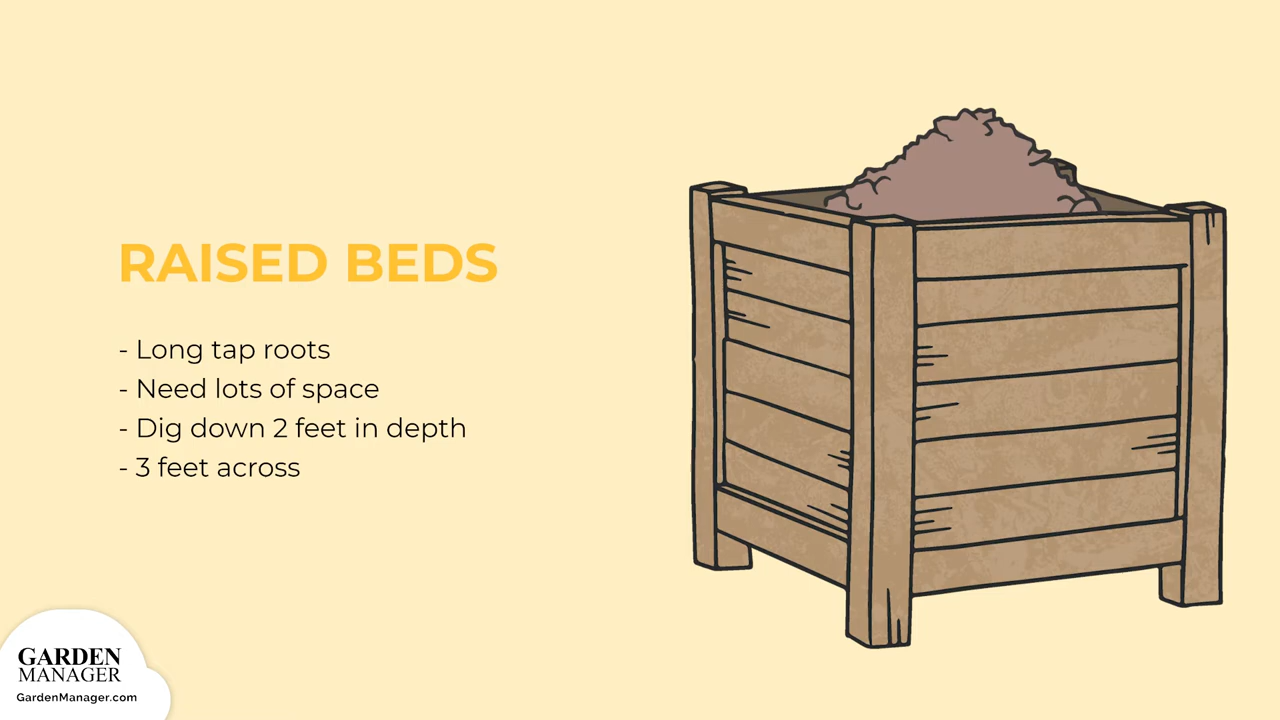 RAISED BEDS
- Long tap roots
- Need lots of space
- Dig down 2 feet in depth
- 3 feet across
GARDEN
MANAGER
GardenManager.com